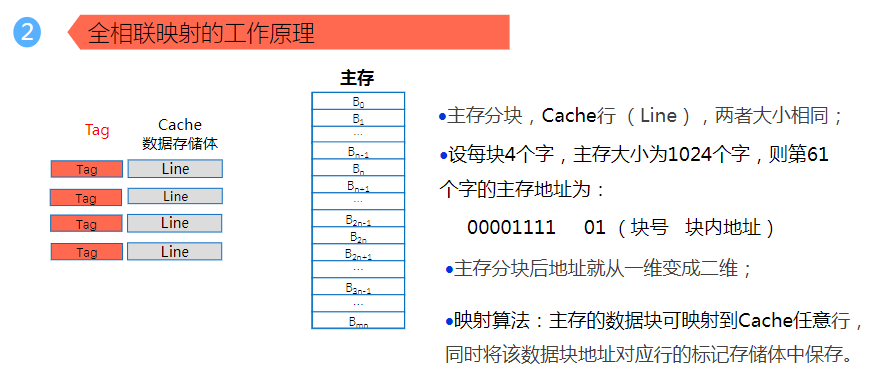 2
全相联映射的工作原理
Tag
Cache
数据存储体
Tag Line
Tag Line
Tag Line
Tag Line
主存
B0
B1
...
Bn-1
Bn
Bn+1
...
B2n-1
B2n
B2n+1
...
B3n-1
...
Bmn
●主存分块，Cache行 （Line），两者大小相同；
●设每块4个字，主存大小为1024个字，则第61
个字的主存地址为：
00001111 01（块号 块内地址）
●主存分块后地址就从一维变成二维；
●映射算法：主存的数据块可映射到Cache任意行，
同时将该数据块地址对应行的标记存储体中保存。